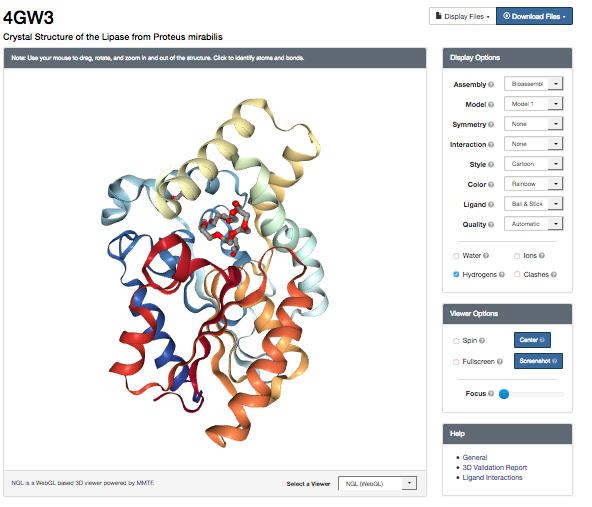 4GW3
Display Files
Download Files
Crystal Structure of the Lipase from Proteus mirabilis
Note: Use your mouse to drag, rotate, and zoom in and out of the structure. Click to identify atoms and bonds.
Display Options
Assembly ? Bioassembl
Model ? Model 1
Symmetry ? None
Interaction ? None
Style ? Cartoon
Color ? Rainbow
Ligand ? Ball & Stick
Quality ? Automatic
Water ? Ions ?
Hydrogens ? Clashes ?
Viewer Options
Spin ? Center ?
Fullscreen ? Screenshot ?
Focus ?
Help
General
3D Validation Report
Ligand Interactions
NGL is a WebGL based 3D viewer powered by MMTF.
Select a Viewer NGL (WebGL)